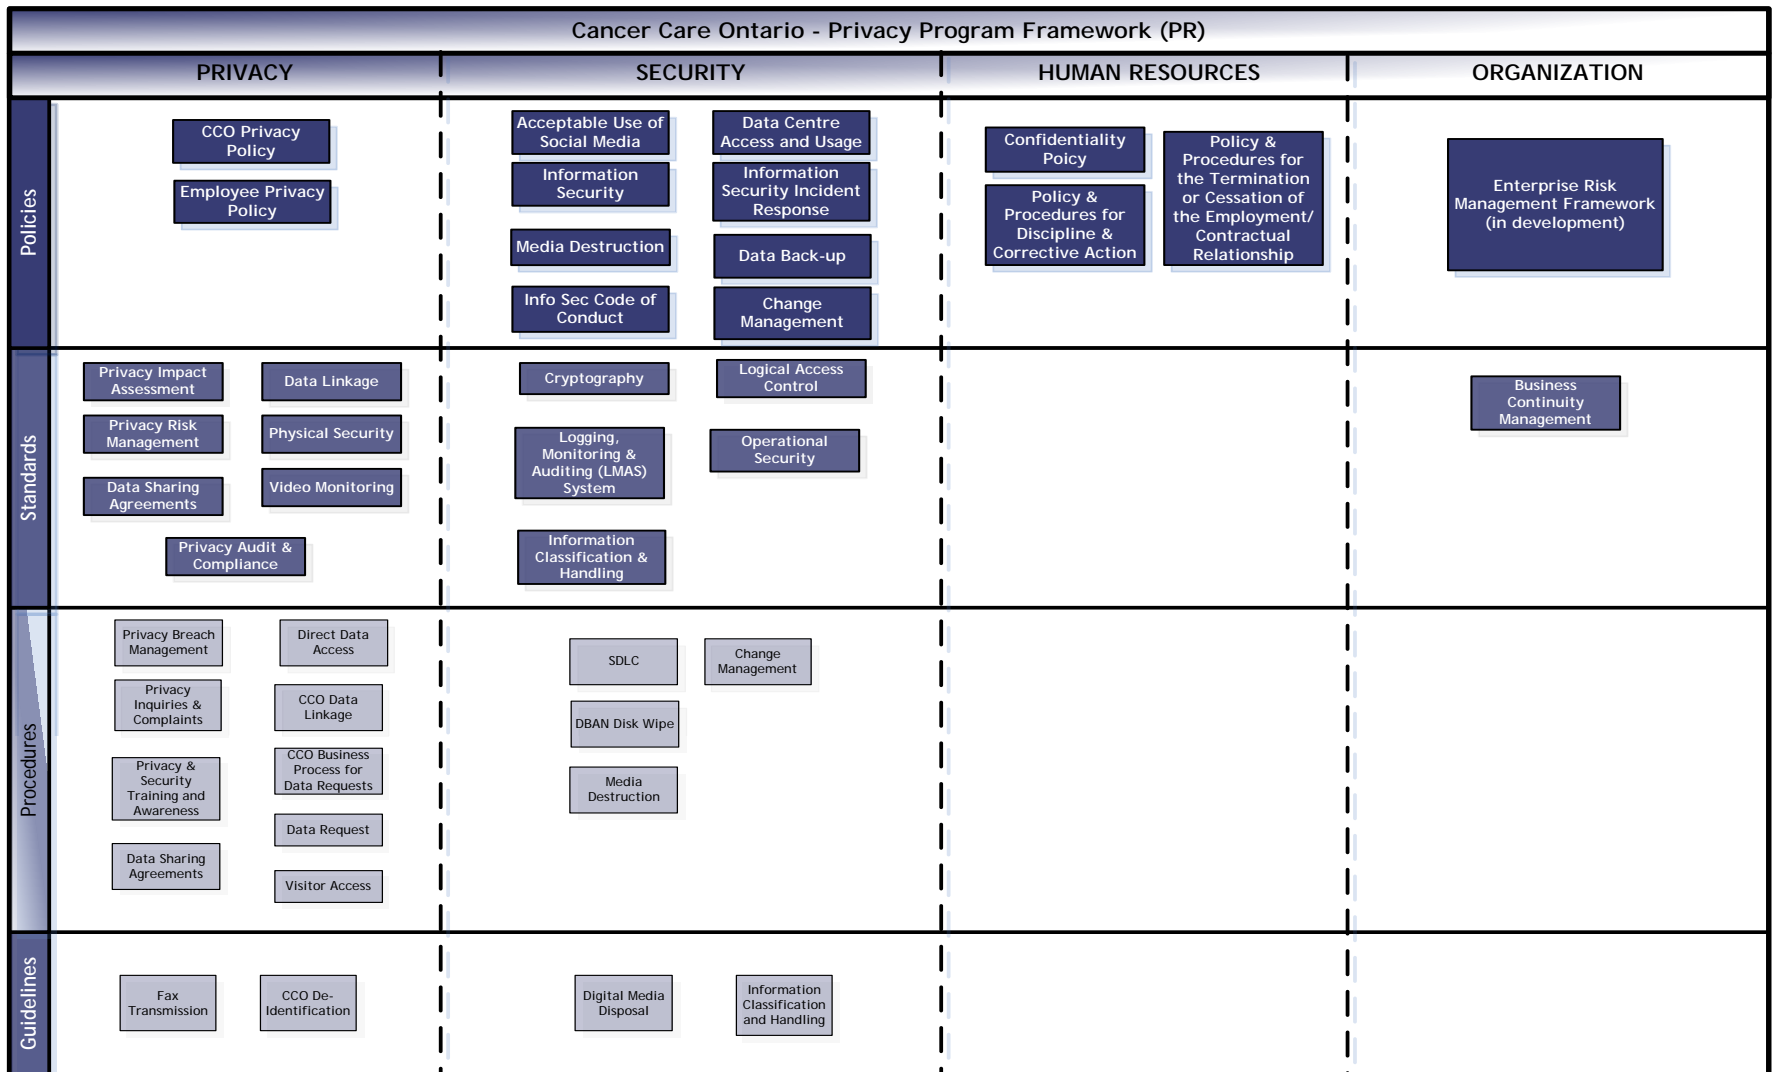 Cancer Care Ontario - Privacy Program Framework (PR)
PRIVACY
SECURITY
HUMAN RESOURCES
ORGANIZATION
Policies
CCO Privacy
Policy
Employee Privacy
Policy
Acceptable Use of
Social Media
Data Centre
Access and Usage
Information
Security
Information
Security Incident
Response
Media Destruction
Data Back-up
Info Sec Code of
Conduct
Change
Management
Confidentiality
Poicy
Policy &
Procedures for
Discipline &
Corrective Action
Policy &
Procedures for
the Termination
or Cessation of
the Employment/
Contractual
Relationship
Enterprise Risk
Management Framework
(in development)
Standards
Privacy Impact
Assessment
Data Linkage
Privacy Risk
Management
Physical Security
Data Sharing
Agreements
Video Monitoring
Privacy Audit &
Compliance
Cryptography
Logical Access
Control
Logging,
Monitoring &
Auditing (LMAS)
System
Operational
Security
Information
Classification &
Handling
Business
Continuity
Management
Procedures
Privacy Breach
Management
Direct Data
Access
Privacy
Inquiries &
Complaints
CCO Data
Linkage
Privacy &
Security
Training and
Awareness
CCO Business
Process for
Data Requests
Data Request
Data Sharing
Agreements
Visitor Access
SDLC
Change
Management
DBAN Disk Wipe
Media
Destruction
Guidelines
Fax
Transmission
CCO De-
Identification
Digital Media
Disposal
Information
Classification
and Handling